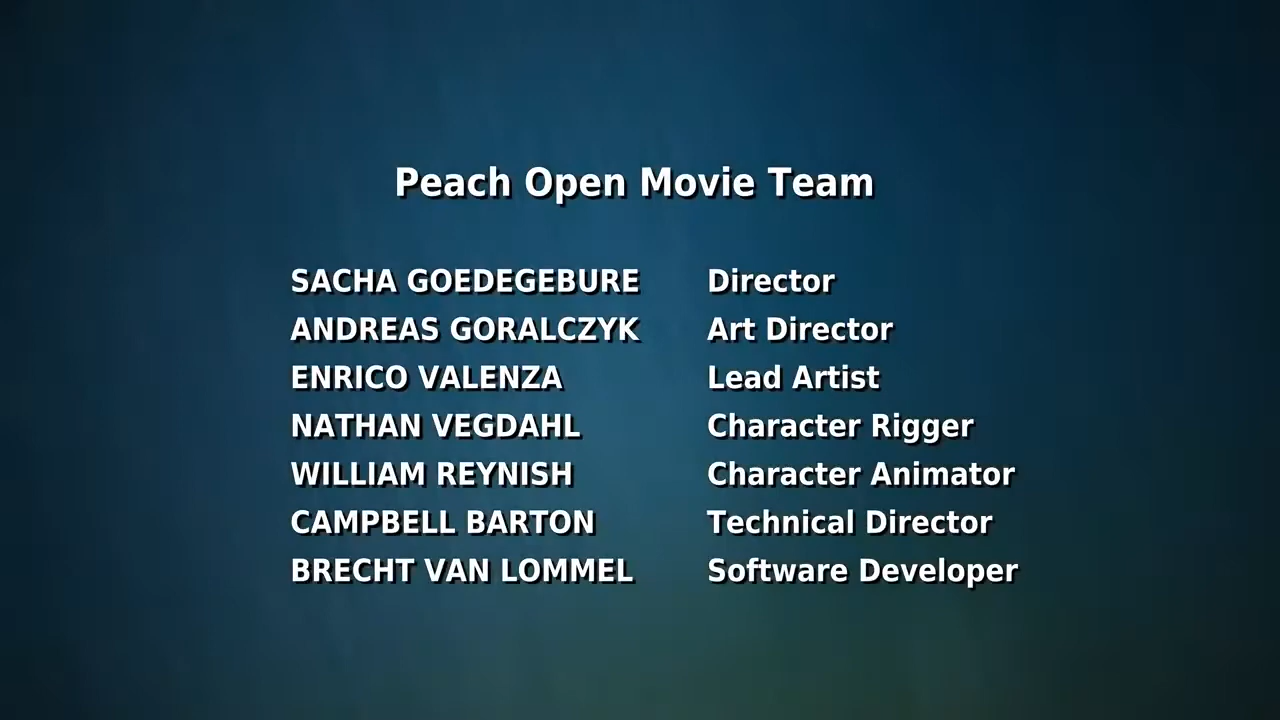 Peach Open Movie Team
SACHA GOEDEGEBURE Director
ANDREAS GORALCZYK Art Director
ENRICO VALENZA Lead Artist
NATHAN VEGDAHL Character Rigger
WILLIAM REYNISH Character Animator
CAMPBELL BARTON Technical Director
BRECHT VAN LOMMEL Software Developer